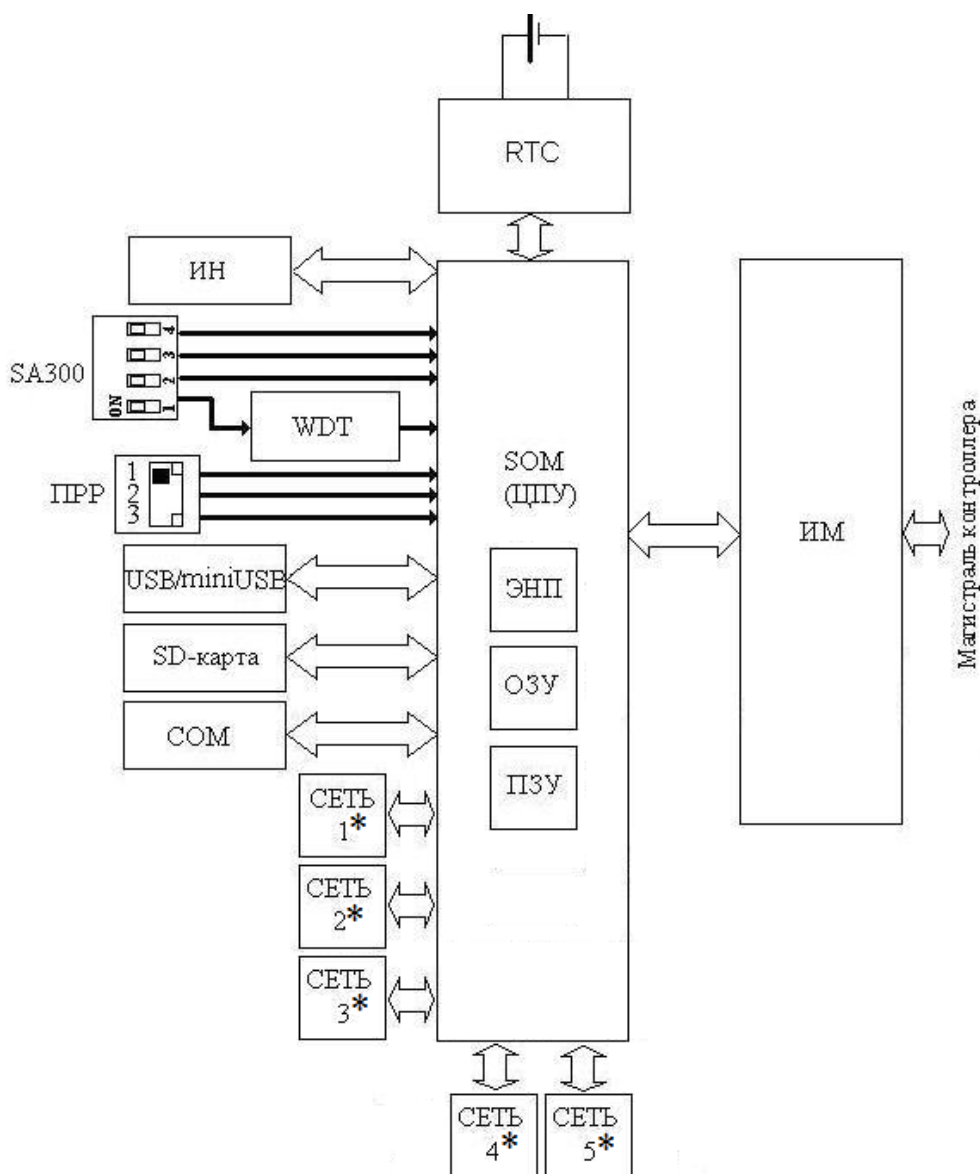 RTC
ИН
SA300
4
3
2
1
ON
WDT
ПРР
1
2
3
SOM
(ЦПУ)
ИМ
Магистраль контроллера
USB/miniUSB
ЭНП
SD-карта
ОЗУ
COM
ПЗУ
СЕТЬ
1*
СЕТЬ
2*
СЕТЬ
3*
СЕТЬ
4*
СЕТЬ
5*